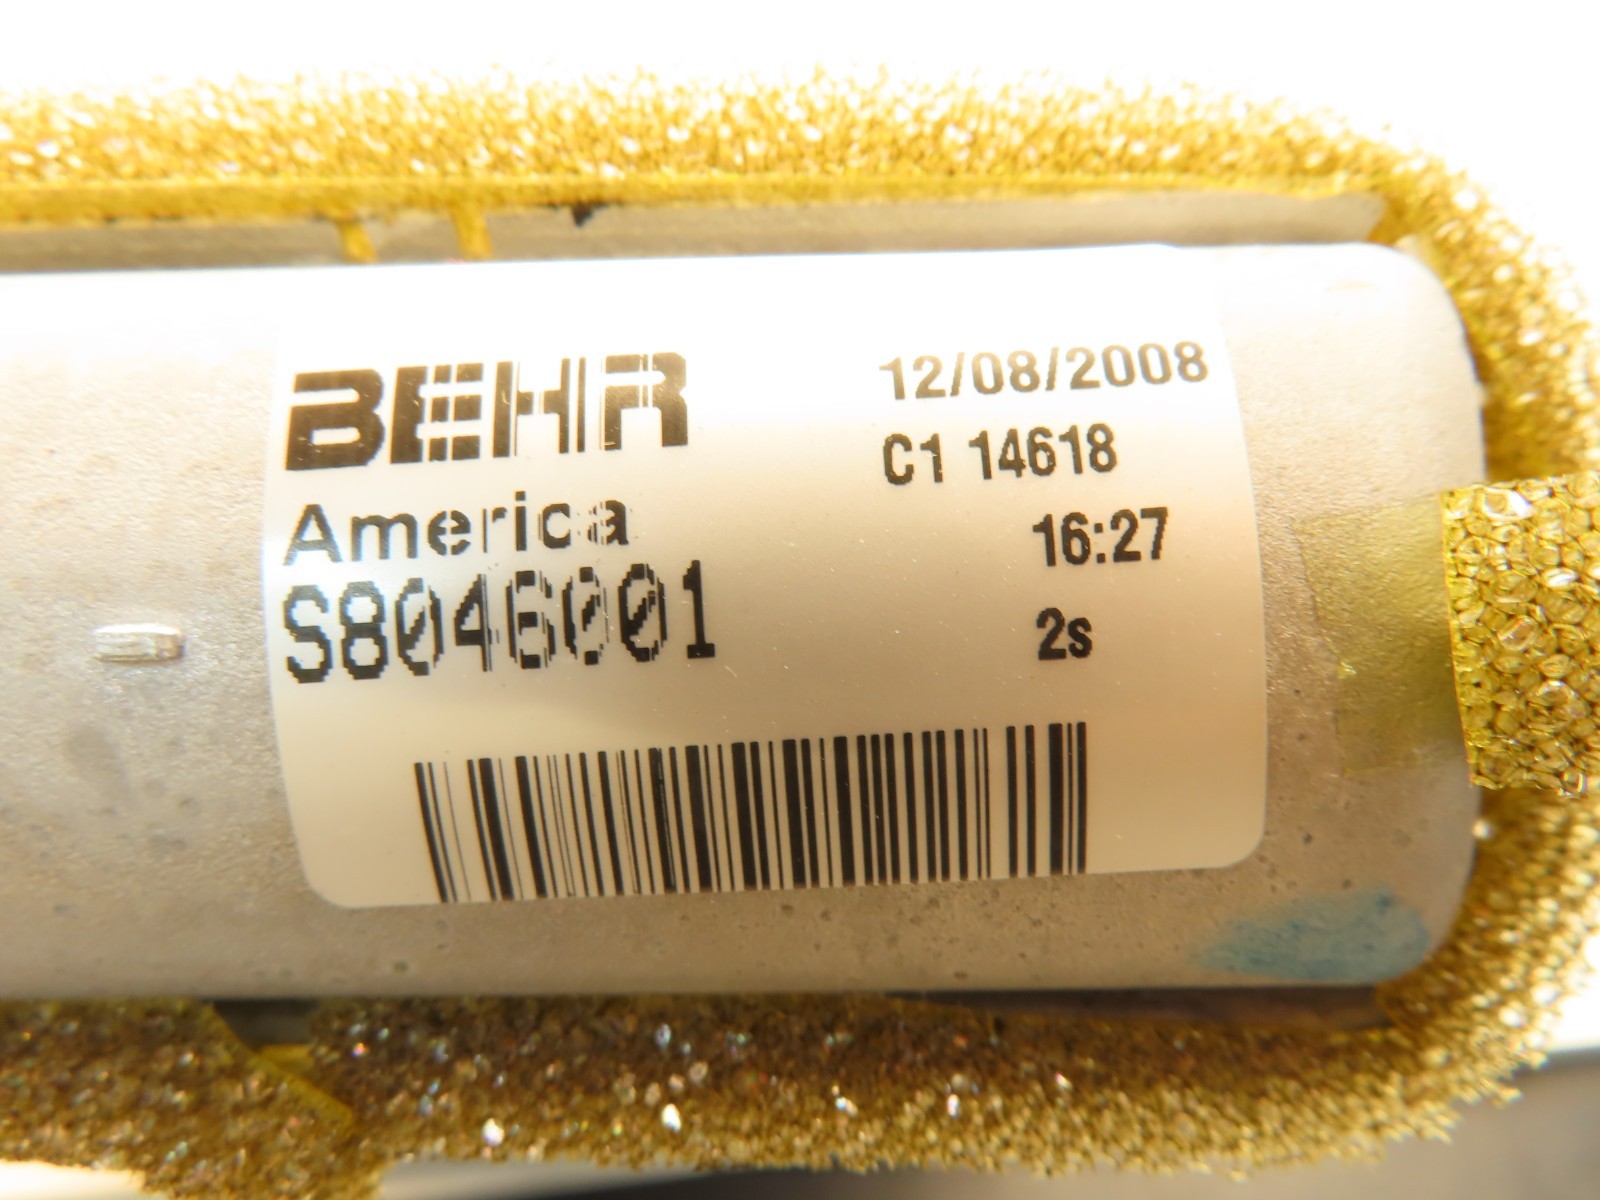 BEHR
America
S8046001
12/08/2008
C1 14618
16:27
2s